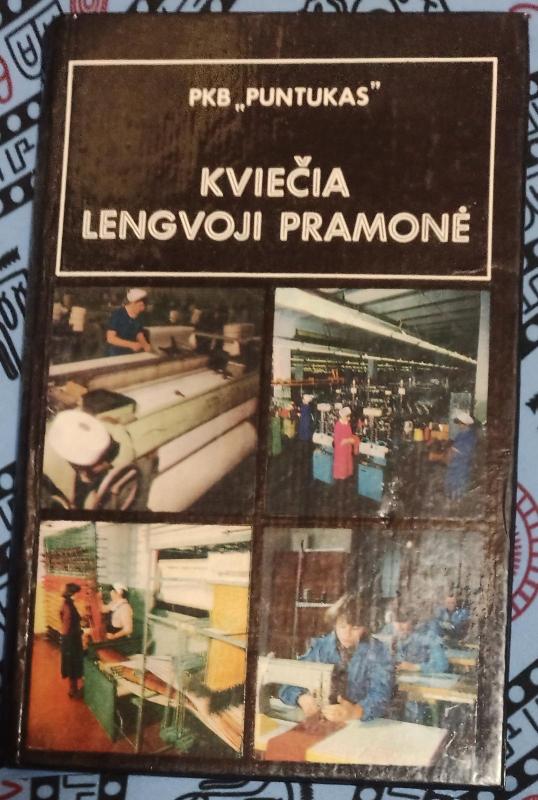 PKB „PUNTUKAS”
KVIEČIA
LENGVOJI PRAMONĖ